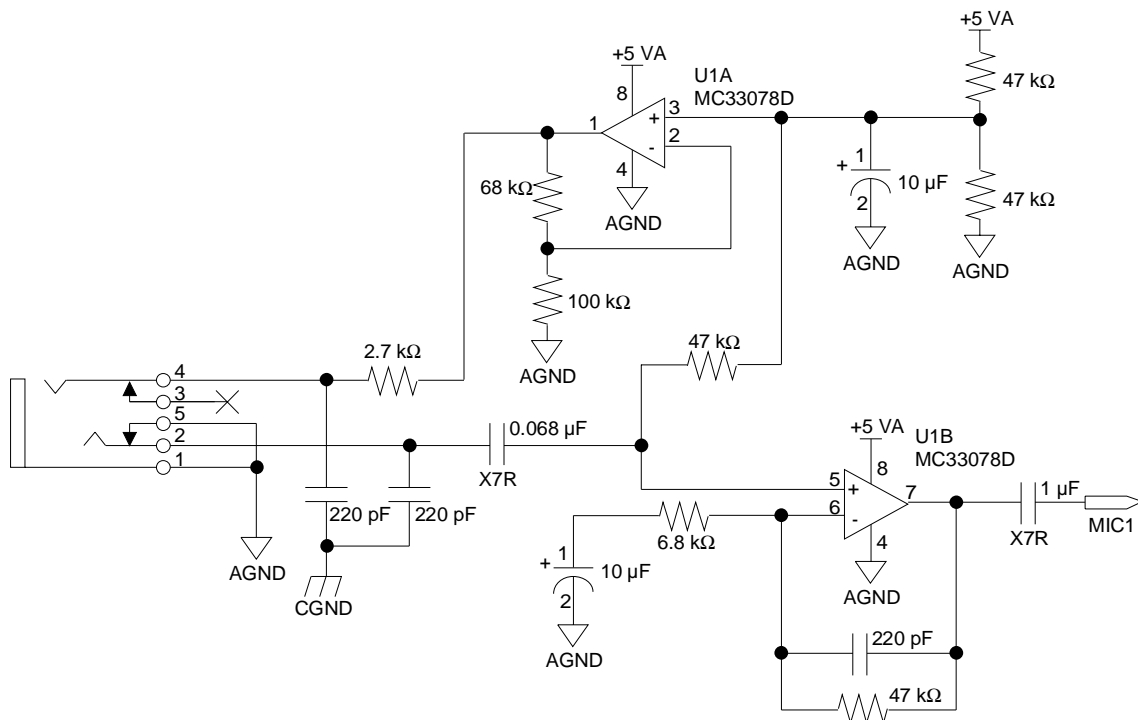 +5 VA
+5 VA
U1A
MC33078D
47 kΩ
8
3
+
1
2
-
4
1
+
10 µF
2
68 kΩ
AGND
47 kΩ
AGND
AGND
100 kΩ
AGND
47 kΩ
2.7 kΩ
4
3
5
2
1
0.068 µF
X7R
+5 VA
U1B
MC33078D
8
5
+
7
6
-
4
1 µF
X7R
MIC1
220 pF
220 pF
6.8 kΩ
1
+
10 µF
2
AGND
CGND
AGND
AGND
220 pF
47 kΩ